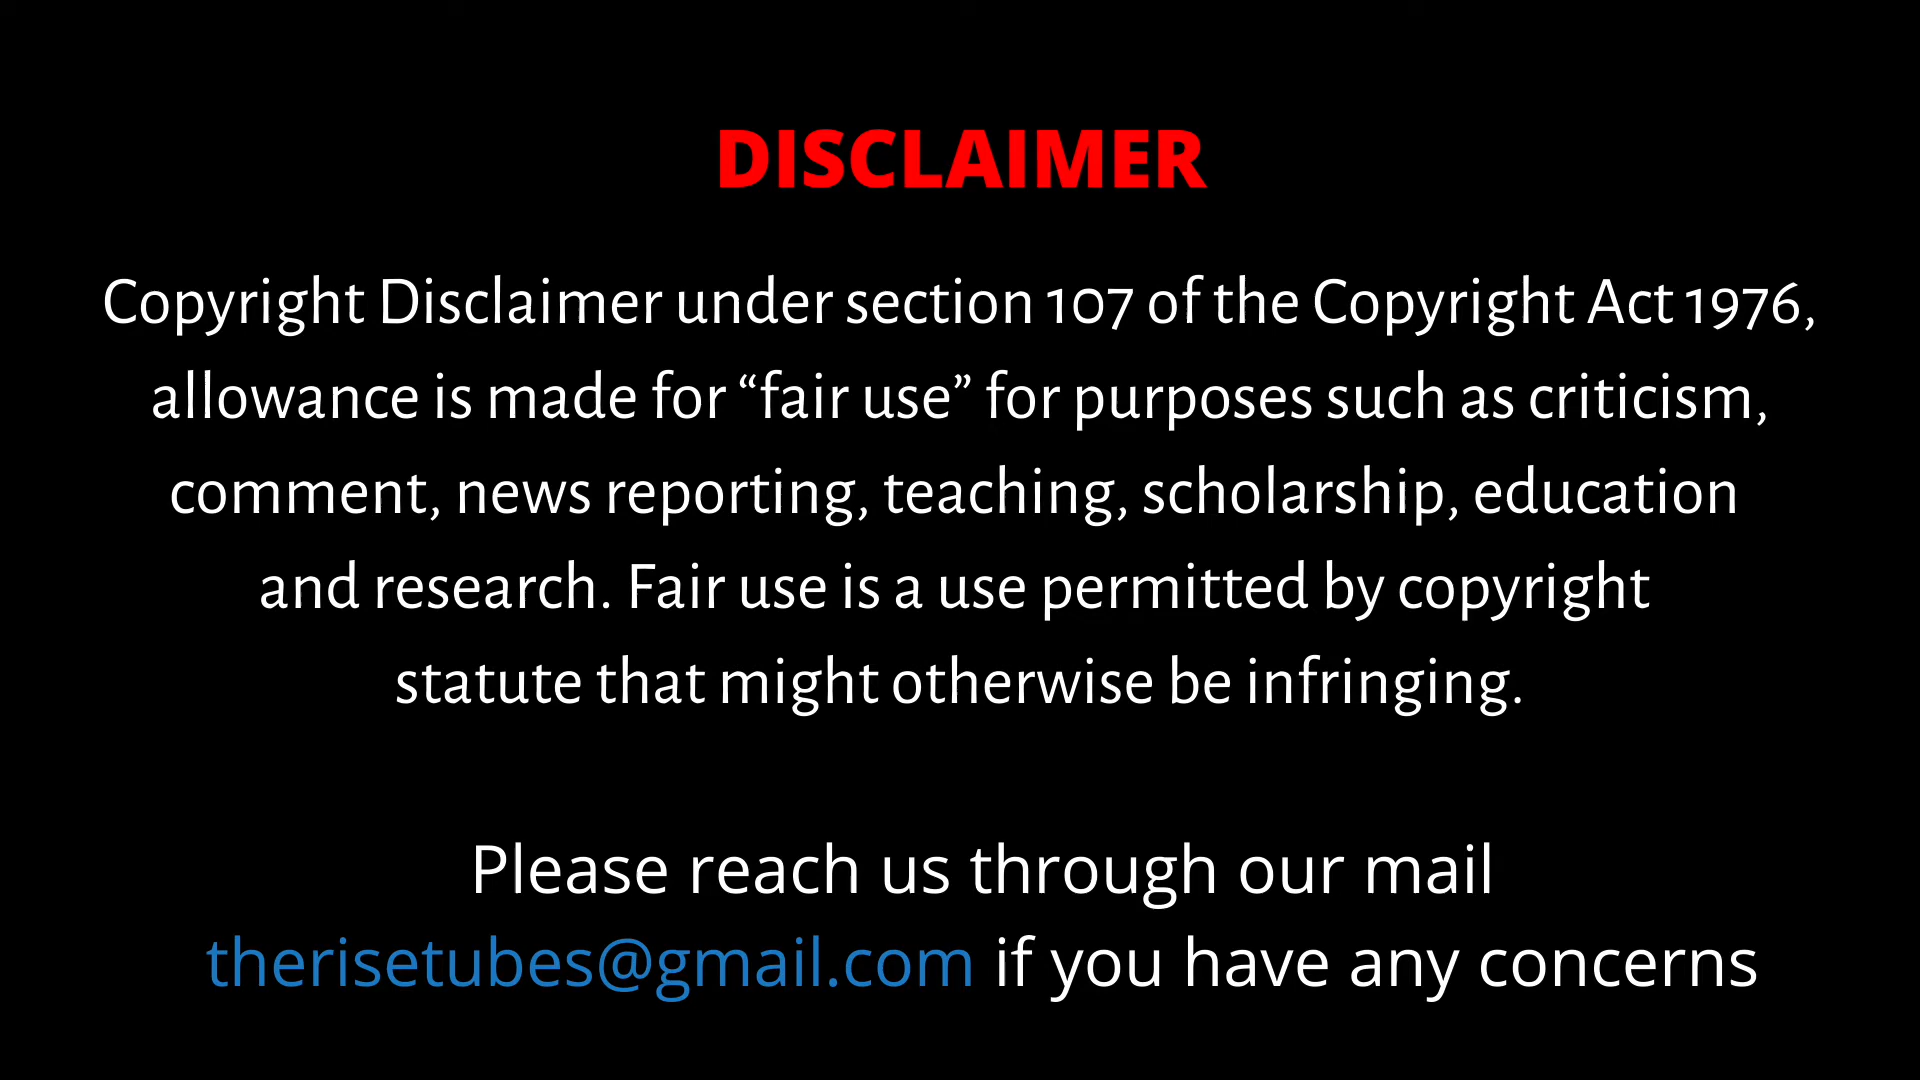 DISCLAIMER
Copyright Disclaimer under section 107 of the Copyright Act 1976,
allowance is made for “fair use” for purposes such as criticism,
comment, news reporting, teaching, scholarship, education
and research. Fair use is a use permitted by copyright
statute that might otherwise be infringing.
Please reach us through our mail
therisetubes@gmail.com if you have any concerns